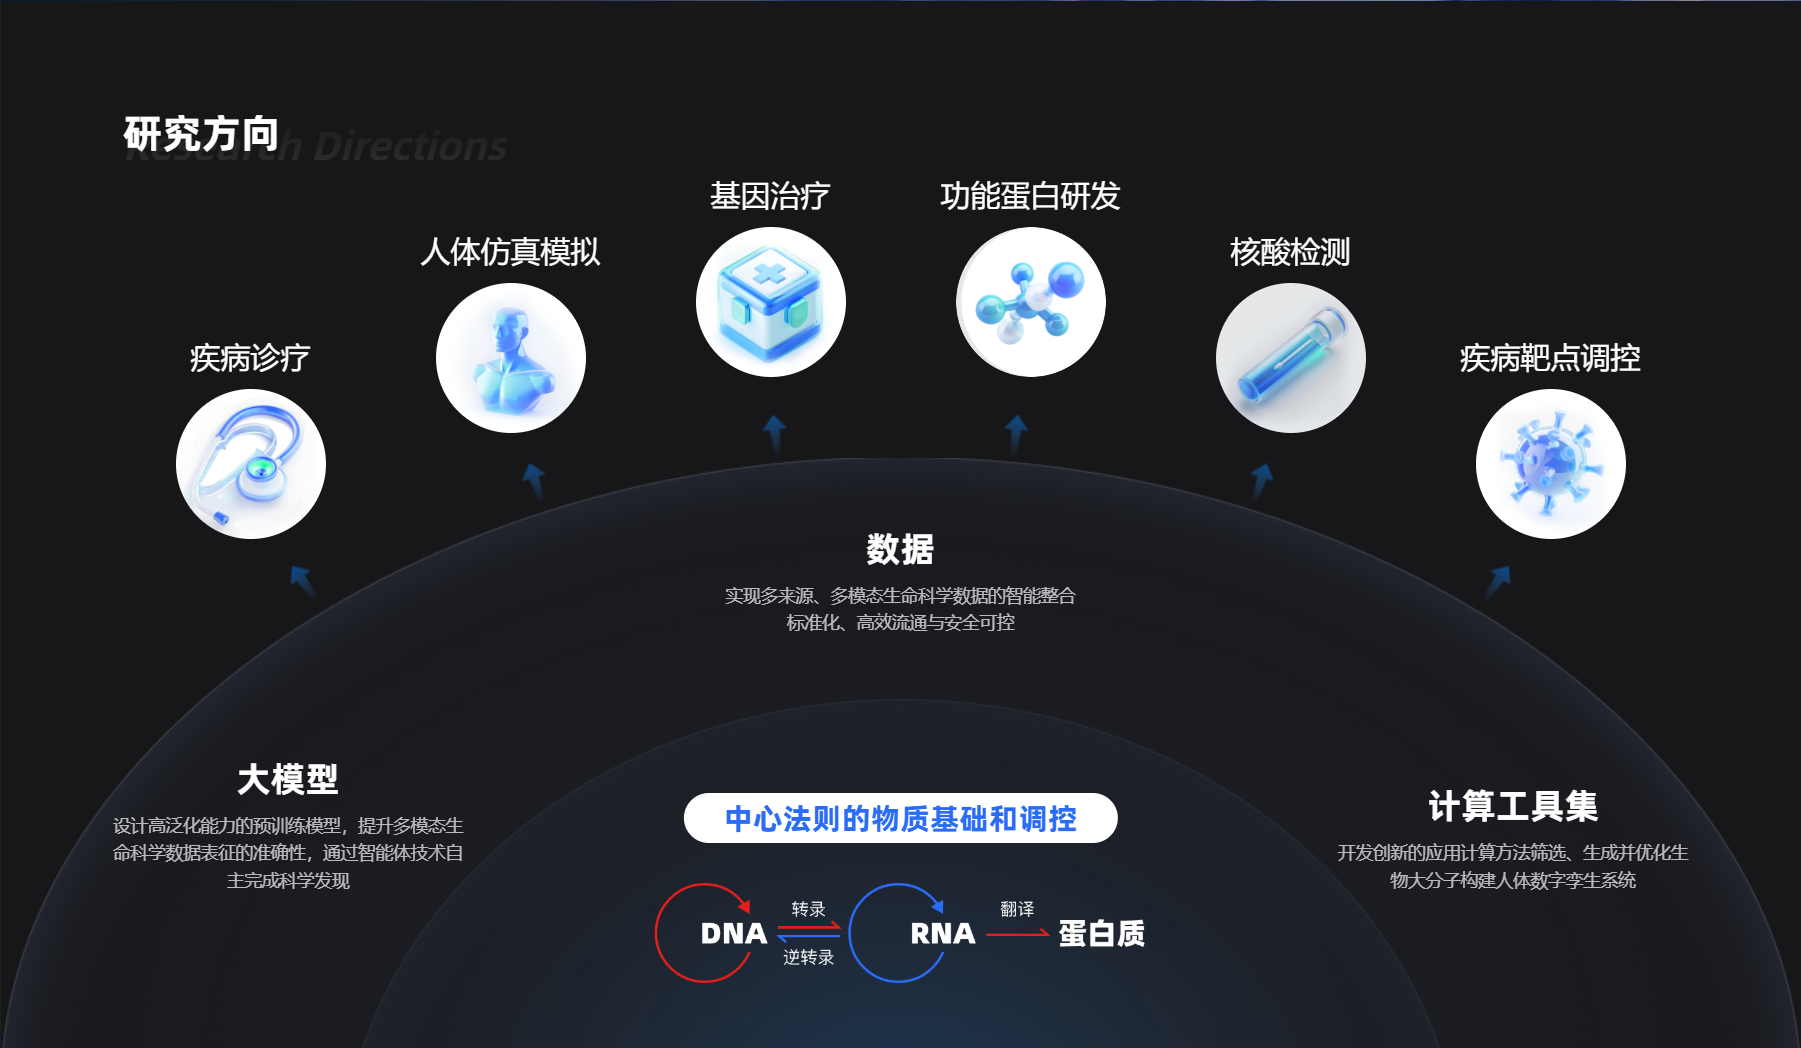 研究方向
Research Directions
基因治疗
功能蛋白研发
人体仿真模拟
核酸检测
疾病诊疗
疾病靶点调控
数据
实现多来源、多模态生命科学数据的智能整合
标准化、高效流通与安全可控
大模型
设计高泛化能力的预训练模型，提升多模态生
命科学数据表征的准确性，通过智能体技术自
主完成科学发现
计算工具集
开发创新的应用计算方法筛选、生成并优化生
物大分子构建人体数字孪生系统
中心法则的物质基础和调控
DNA
转录
逆转录
RNA
翻译
蛋白质